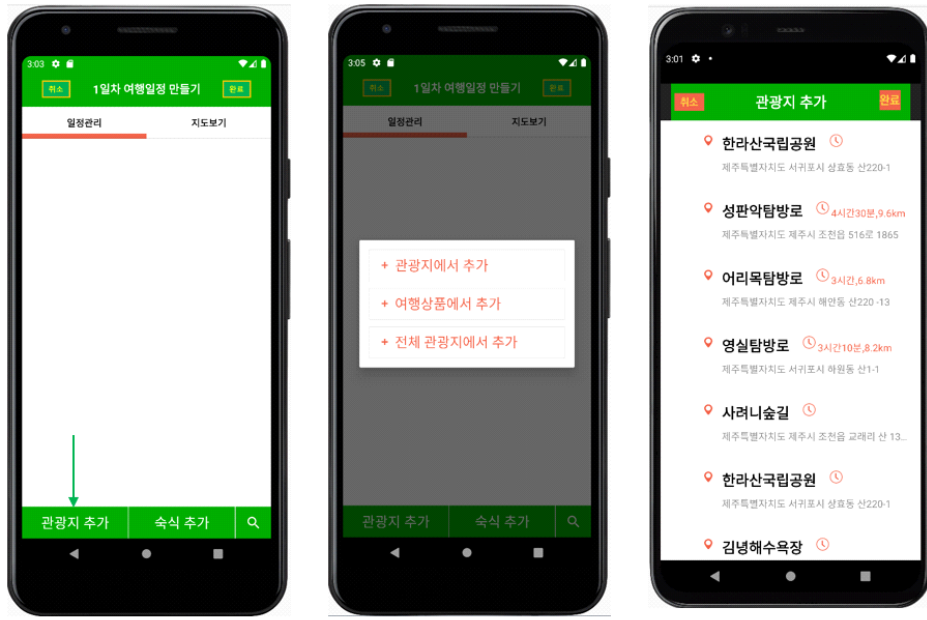 3:03
취소 1일차 여행일정 만들기 완료
일정관리 지도보기
관광지 추가 숙식 추가
3:05
취소 1일차 여행일정 만들기 완료
일정관리 지도보기
+ 관광지에서 추가
+ 여행상품에서 추가
+ 전체 관광지에서 추가
관광지 추가 숙식 추가
3:01
취소 관광지 추가 완료
한라산국립공원
제주특별자치도 서귀포시 상효동 산220-1
성판악탐방로 4시간30분,9.6km
제주특별자치도 제주시 조천읍 516로 1865
어리목탐방로 3시간,6.8km
제주특별자치도 제주시 해안동 산220 -13
영실탐방로 3시간10분,8.2km
제주특별자치도 서귀포시 하원동 산1-1
사려니숲길
제주특별자치도 제주시 조천읍 교래리 산 13...
한라산국립공원
제주특별자치도 서귀포시 상효동 산220-1
김녕해수욕장